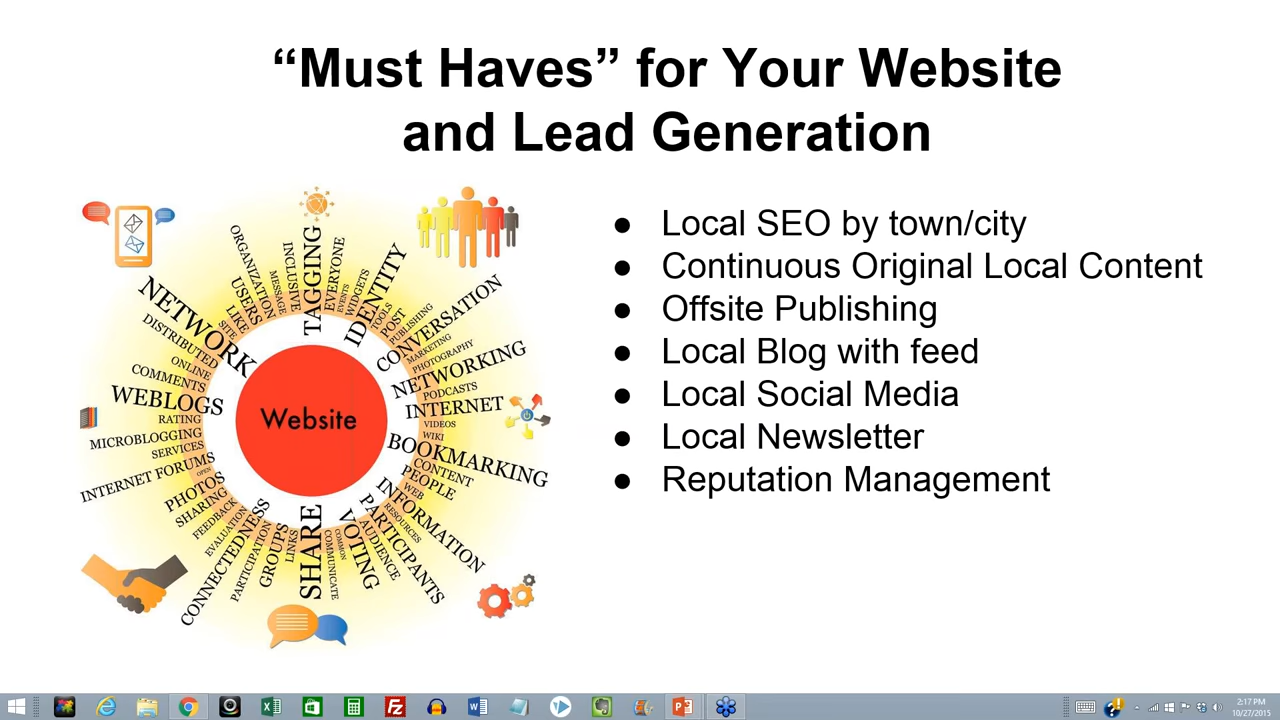 “Must Haves” for Your Website
and Lead Generation
● Local SEO by town/city
● Continuous Original Local Content
● Offsite Publishing
● Local Blog with feed
● Local Social Media
● Local Newsletter
● Reputation Management
Website
TAGGING
EVERYONE
EVENTS
WIDGETS
IDENTITY
TOOLS
POST
PUBLISHING
CONVERSATION
MARKETING
PHOTOGRAPHY
NETWORKING
PODCASTS
INTERNET
VIDEOS
WIKI
BOOKMARKING
CONTENT
PEOPLE
WEB
INFORMATION
RESOURCES
PARTICIPANTS
AUDIENCE
VOTING
COMMON
COMMUNICATE
SHARE
LINKS
GROUPS
PARTICIPATION
CONNECTEDNESS
EVALUATION
FEEDBACK
SHARING
PHOTOS
OPEN
INTERNET FORUMS
SERVICES
MICROBLOGGING
RATING
WEBLOGS
COMMENTS
ONLINE
DISTRIBUTED
NETWORK
SITE
LIKE
USERS
ORGANIZATION
MESSAGE
INCLUSIVE
2:17 PM
10/27/2015